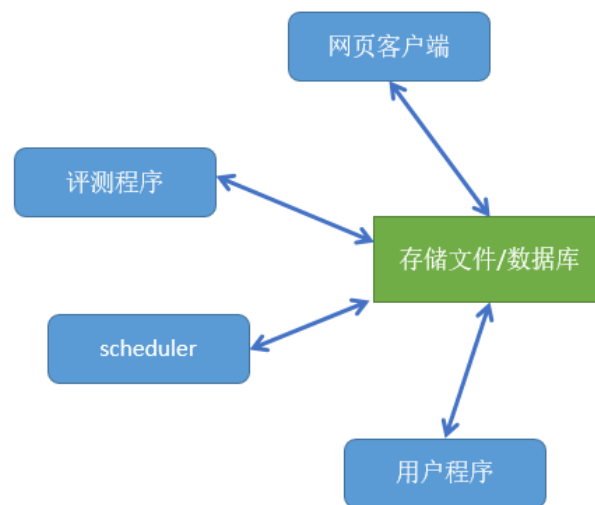 网页客户端
评测程序
存储文件/数据库
scheduler
用户程序